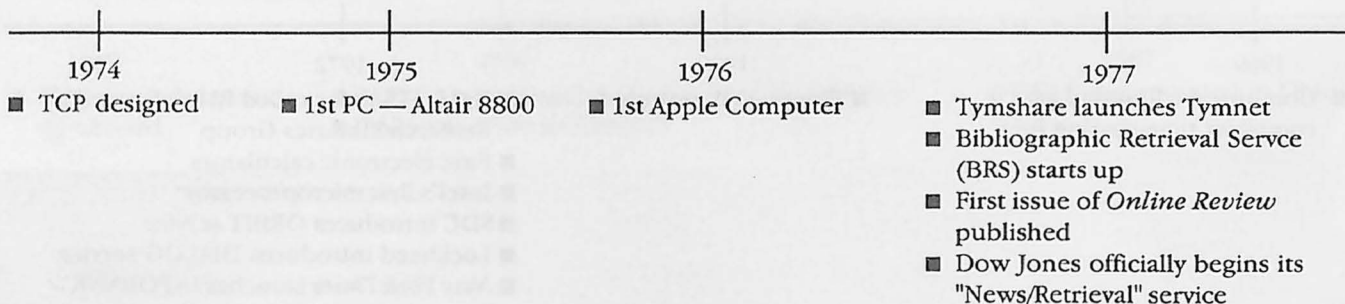 1974
■ TCP designed
1975
■ 1st PC — Altair 8800
1976
■ 1st Apple Computer
1977
■ Tymshare launches Tymnet
■ Bibliographic Retrieval Servce
(BRS) starts up
■ First issue of Online Review
published
■ Dow Jones officially begins its
"News/Retrieval" service